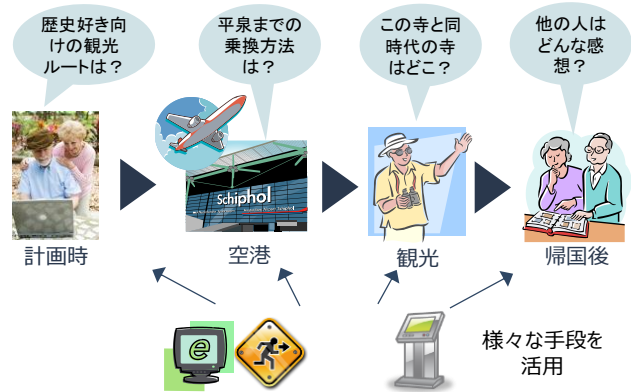 歴史好き向
けの観光
ルートは？
平泉までの
乗換方法
は？
この寺と同
時代の寺
はどこ？
他の人は
どんな感
想？
Schiphol
計画時
空港
観光
帰国後
e
様々な手段を
活用